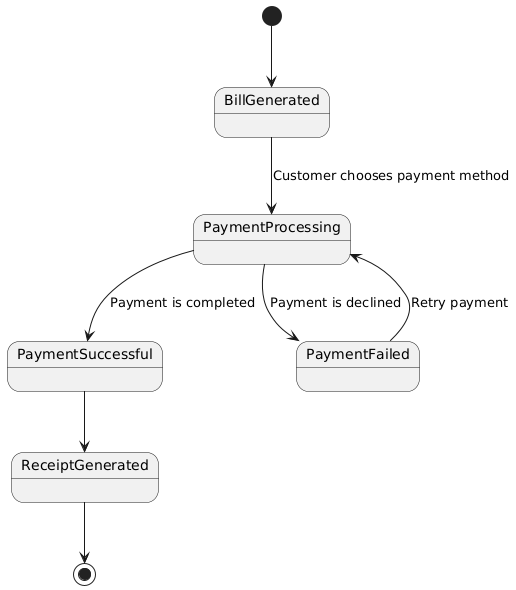 BillGenerated
Customer chooses payment method
PaymentProcessing
Payment is completed
Payment is declined
Retry payment
PaymentSuccessful
PaymentFailed
ReceiptGenerated